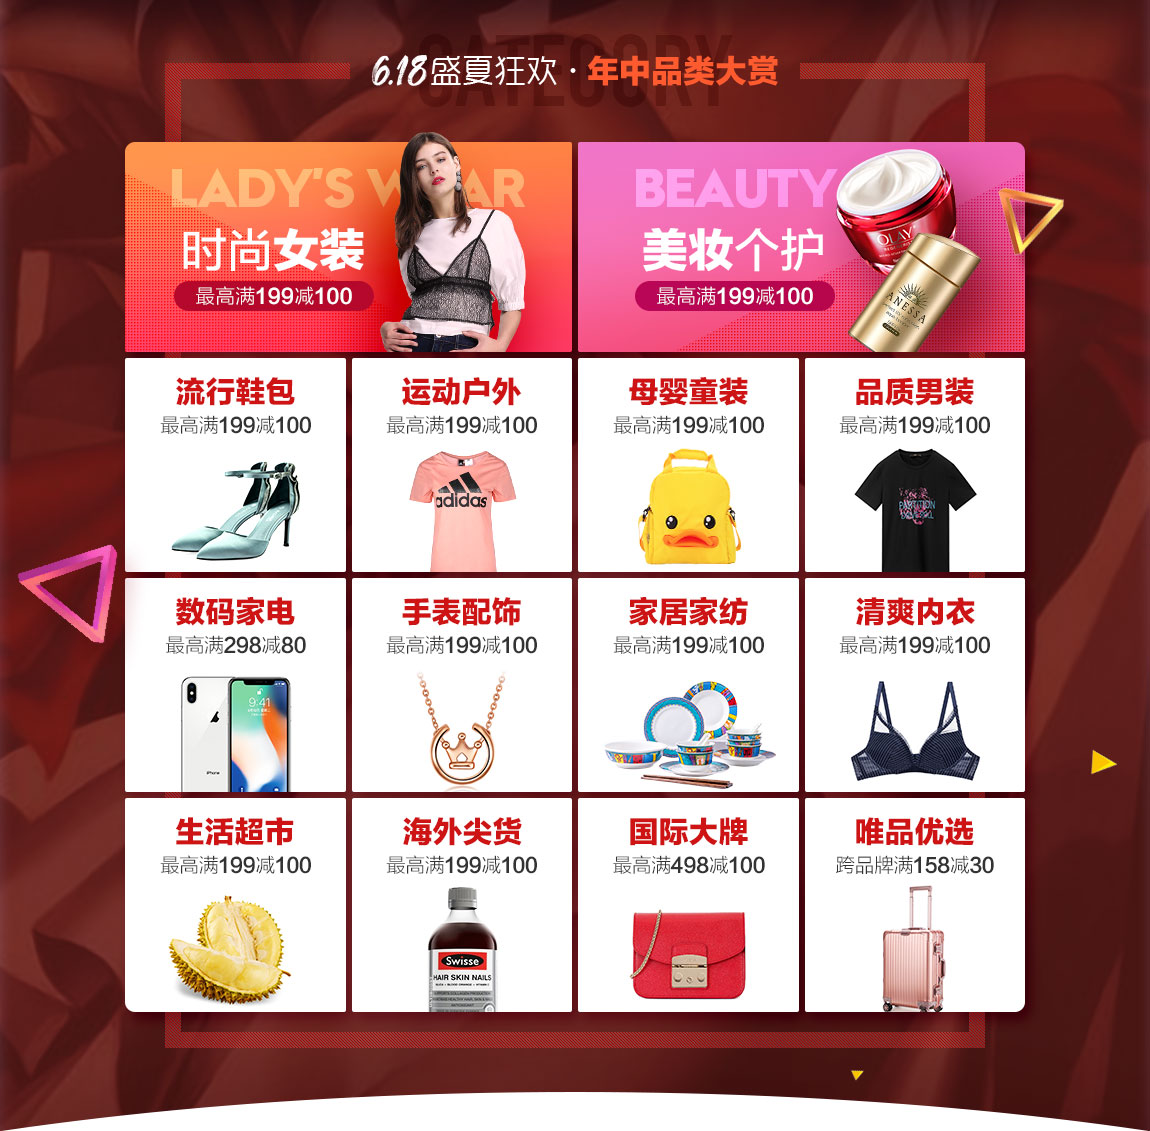 CATEGORY
6.18盛夏狂欢·年中品类大赏
LADY'S WEAR
时尚女装
最高满199减100
BEAUTY
美妆个护
最高满199减100
OLAY
ANESSA
流行鞋包
最高满199减100
运动户外
最高满199减100
adidas
母婴童装
最高满199减100
品质男装
最高满199减100
数码家电
最高满298减80
9:41
iPhone
手表配饰
最高满199减100
家居家纺
最高满199减100
清爽内衣
最高满199减100
生活超市
最高满199减100
海外尖货
最高满199减100
Swisse
HAIR SKIN NAILS
国际大牌
最高满498减100
唯品优选
跨品牌满158减30